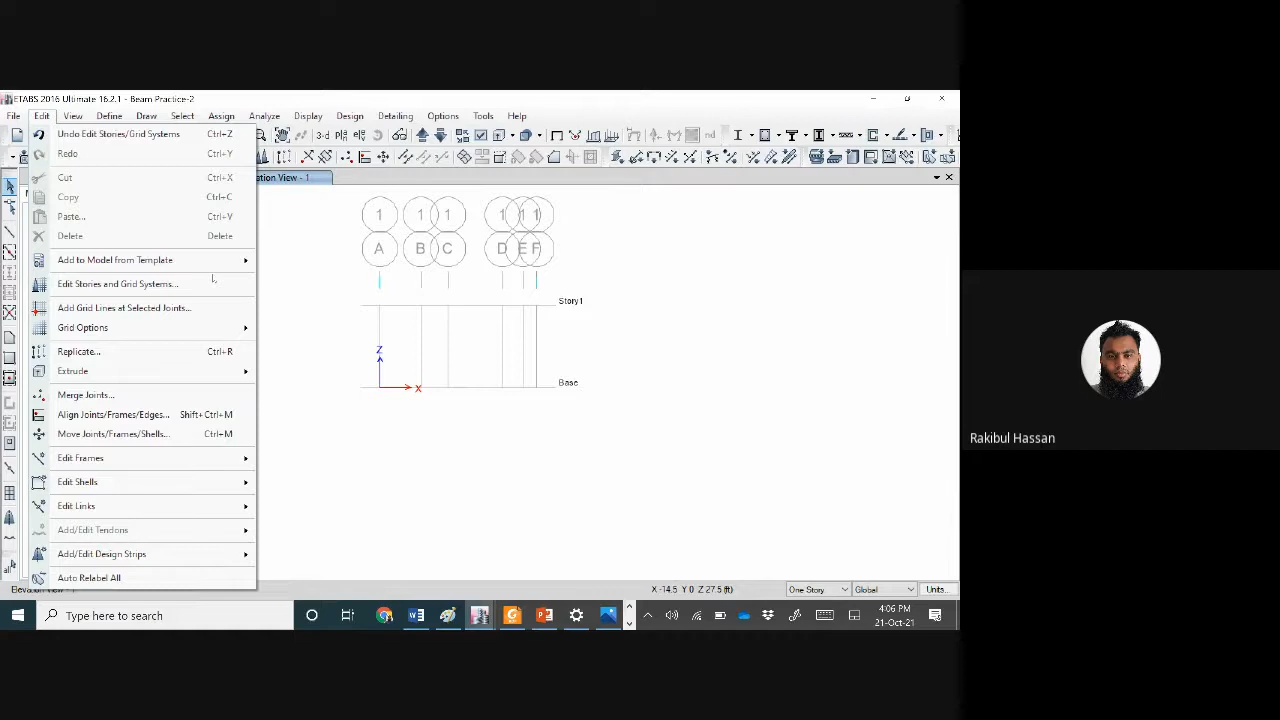 ETABS 2016 Ultimate 16.2.1 - Beam Practice-2
File Edit View Define Draw Select Assign Analyze Display Design Options Tools Help
3-d
nd
Undo Edit Stories/Grid Systems Ctrl+Z
Redo Ctrl+Y
Cut Ctrl+X
Copy Ctrl+C
Paste... Ctrl+V
Delete Delete
Add to Model from Template
Edit Stories and Grid Systems...
Add Grid Lines at Selected Joints...
Grid Options
Replicate... Ctrl+R
Extrude
Merge Joints...
Align Joints/Frames/Edges... Shift+Ctrl+M
Move Joints/Frames/Shells... Ctrl+M
Edit Frames
Edit Shells
Edit Links
Add/Edit Tendons
Add/Edit Design Strips
Auto Relabel All
ation View - 1
1 1 1 1 1 1
A B C D E F
Story1
Z
X
Base
X -14.5 Y 0 Z 27.5 (ft)
One Story Global Units...
Type here to search
4:06 PM
21-Oct-21
Rakibul Hassan